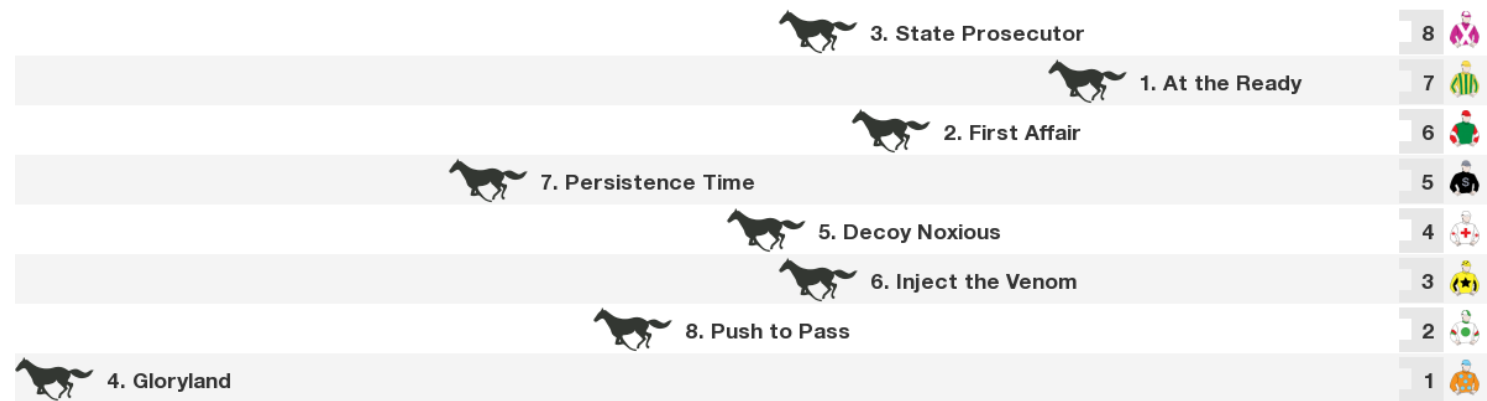 3. State Prosecutor 8
1. At the Ready 7
2. First Affair 6
7. Persistence Time 5
S
5. Decoy Noxious 4
6. Inject the Venom 3
8. Push to Pass 2
4. Gloryland 1